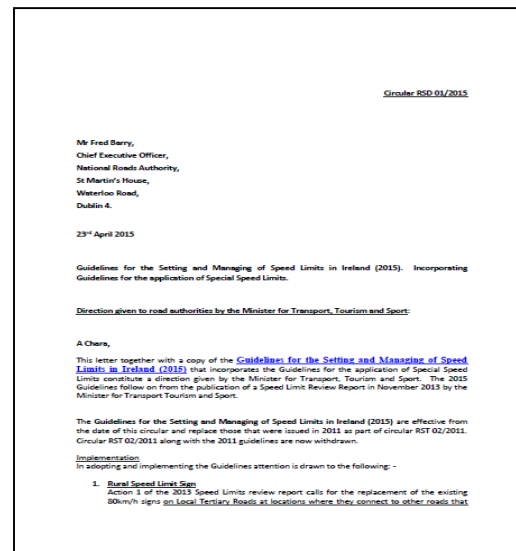 Circular RSD 01/2015
Mr Fred Barry,
Chief Executive Officer,
National Roads Authority,
St Martin's House,
Waterloo Road,
Dublin 4.
23rd April 2015
Guidelines for the Setting and Managing of Speed Limits in Ireland (2015). Incorporating
Guidelines for the application of Special Speed Limits.
Direction given to road authorities by the Minister for Transport, Tourism and Sport:
A Chara,
This letter together with a copy of the Guidelines for the Setting and Managing of Speed
Limits in Ireland (2015) that incorporates the Guidelines for the application of Special Speed
Limits constitute a direction given by the Minister for Transport, Tourism and Sport. The 2015
Guidelines follow on from the publication of a Speed Limit Review Report in November 2013 by the
Minister for Transport Tourism and Sport.
The Guidelines for the Setting and Managing of Speed Limits in Ireland (2015) are effective from
the date of this circular and replace those that were issued in 2011 as part of circular RST 02/2011.
Circular RST 02/2011 along with the 2011 guidelines are now withdrawn.
Implementation
In adopting and implementing the Guidelines attention is drawn to the following: -
1. Rural Speed Limit Sign
Action 1 of the 2013 Speed Limits review report calls for the replacement of the existing
80km/h signs on Local Tertiary Roads at locations where they connect to other roads that